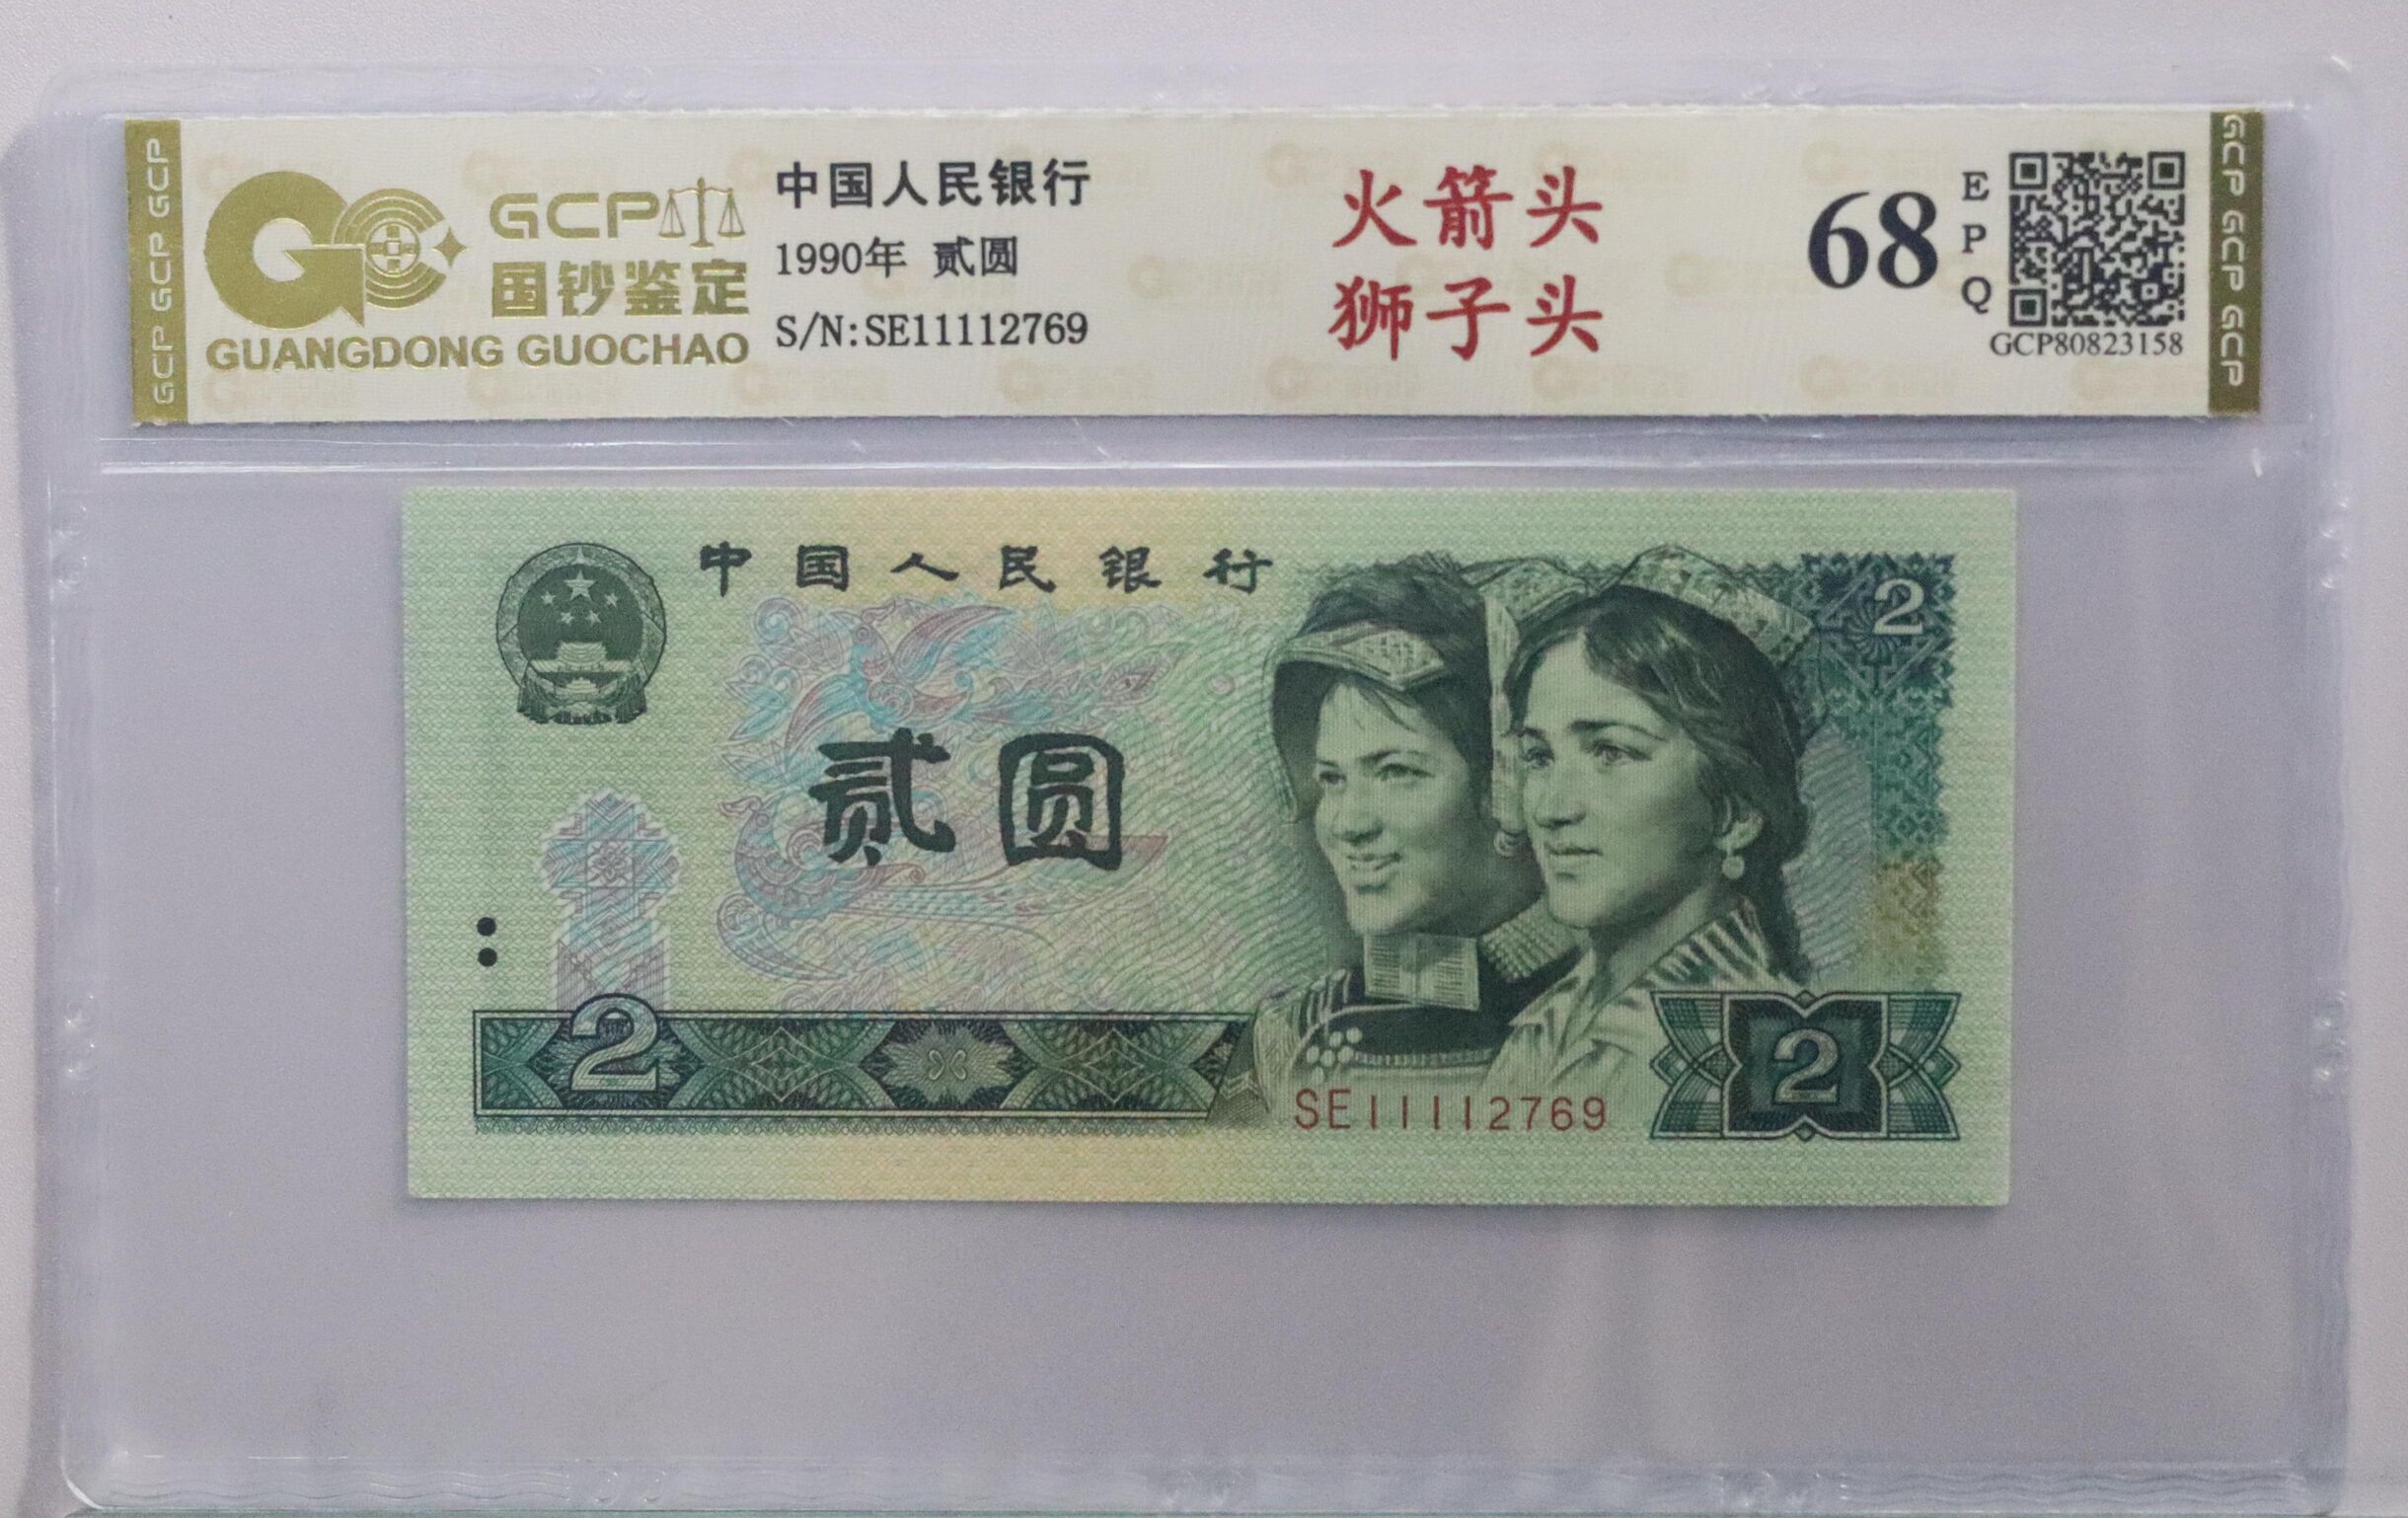 GCP GCP GCP
GCP
国钞鉴定
GUANGDONG GUOCHAO
中国人民银行
1990年 贰圆
S/N:SE11112769
火箭头
狮子头
68
EPQ
GCP80823158
GCP GCP GCP
中国人民银行
2
贰圆
2
SE11112769
2